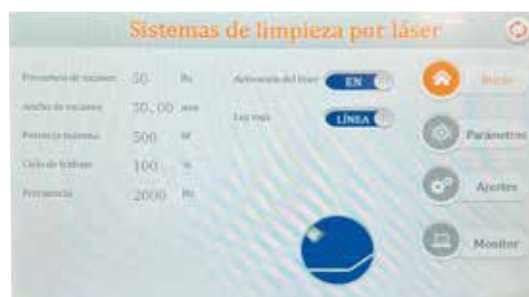 Sistemas de limpieza por láser
Frecuencia de escaneo 50 Hz
Ancho de escaneo 30,00 mm
Potencia máxima 500 W
Ciclo de trabajo 100 %
Frecuencia 2000 Hz
Activación del láser EN
Luz roja LÍNEA
Inicio
Parámetros
Ajustes
Monitor